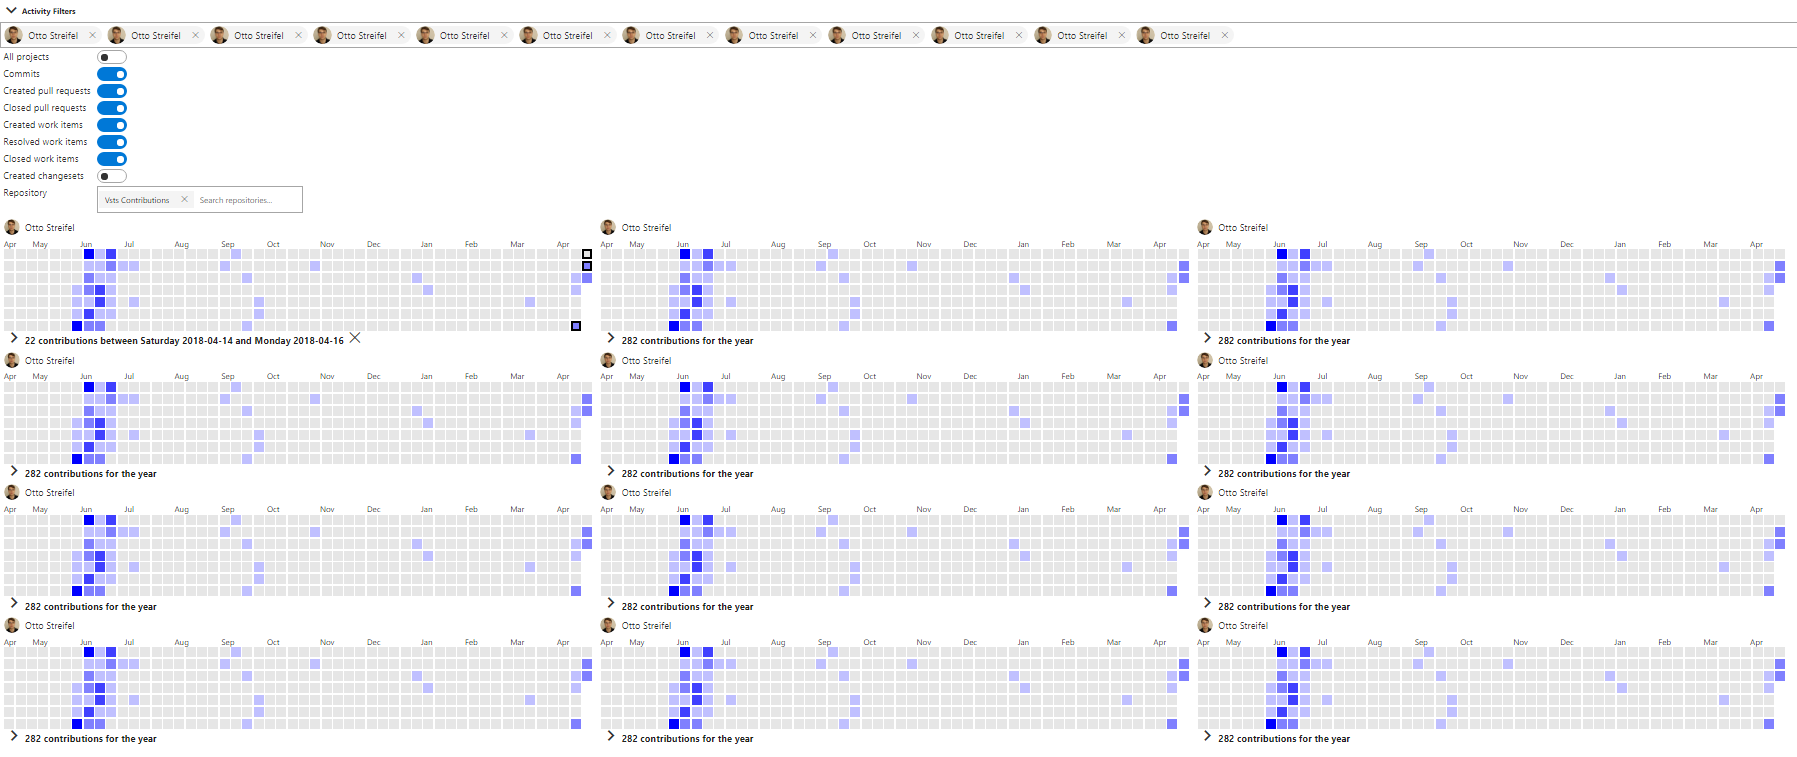 Activity Filters
Otto Streifel Otto Streifel Otto Streifel Otto Streifel Otto Streifel Otto Streifel Otto Streifel Otto Streifel Otto Streifel Otto Streifel Otto Streifel Otto Streifel
All projects
Commits
Created pull requests
Closed pull requests
Created work items
Resolved work items
Closed work items
Created changesets
Repository Vsts Contributions Search repositories...
Otto Streifel Otto Streifel Otto Streifel
Apr May Jun Jul Aug Sep Oct Nov Dec Jan Feb Mar Apr Apr May Jun Jul Aug Sep Oct Nov Dec Jan Feb Mar Apr Apr May Jun Jul Aug Sep Oct Nov Dec Jan Feb Mar Apr
22 contributions between Saturday 2018-04-14 and Monday 2018-04-16 282 contributions for the year 282 contributions for the year
Otto Streifel Otto Streifel Otto Streifel
Apr May Jun Jul Aug Sep Oct Nov Dec Jan Feb Mar Apr Apr May Jun Jul Aug Sep Oct Nov Dec Jan Feb Mar Apr Apr May Jun Jul Aug Sep Oct Nov Dec Jan Feb Mar Apr
282 contributions for the year 282 contributions for the year 282 contributions for the year
Otto Streifel Otto Streifel Otto Streifel
Apr May Jun Jul Aug Sep Oct Nov Dec Jan Feb Mar Apr Apr May Jun Jul Aug Sep Oct Nov Dec Jan Feb Mar Apr Apr May Jun Jul Aug Sep Oct Nov Dec Jan Feb Mar Apr
282 contributions for the year 282 contributions for the year 282 contributions for the year
Otto Streifel Otto Streifel Otto Streifel
Apr May Jun Jul Aug Sep Oct Nov Dec Jan Feb Mar Apr Apr May Jun Jul Aug Sep Oct Nov Dec Jan Feb Mar Apr Apr May Jun Jul Aug Sep Oct Nov Dec Jan Feb Mar Apr
282 contributions for the year 282 contributions for the year 282 contributions for the year